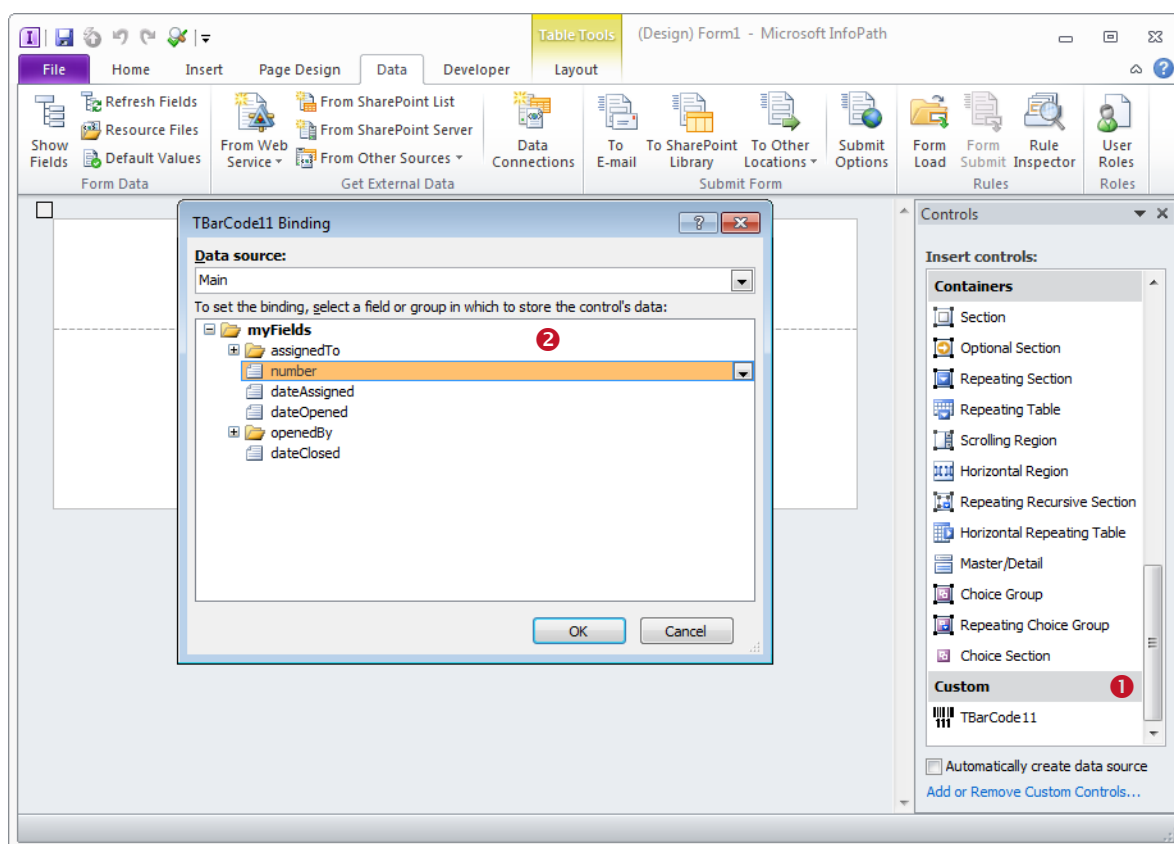 Table Tools
(Design) Form1 - Microsoft InfoPath
File Home Insert Page Design Data Developer Layout
Show Fields
Refresh Fields
Resource Files
Default Values
Form Data
From Web Service
From SharePoint List
From SharePoint Server
From Other Sources
Get External Data
Data Connections
To E-mail
To SharePoint Library
To Other Locations
Submit Options
Submit Form
Form Load
Form Submit
Rule Inspector
Rules
User Roles
Roles
TBarCode11 Binding
Data source:
Main
To set the binding, select a field or group in which to store the control's data:
2
myFields
assignedTo
number
dateAssigned
dateOpened
openedBy
dateClosed
OK Cancel
Controls
Insert controls:
Containers
Section
Optional Section
Repeating Section
Repeating Table
Scrolling Region
Horizontal Region
Repeating Recursive Section
Horizontal Repeating Table
Master/Detail
Choice Group
Repeating Choice Group
Choice Section
Custom 1
TBarCode11
Automatically create data source
Add or Remove Custom Controls...